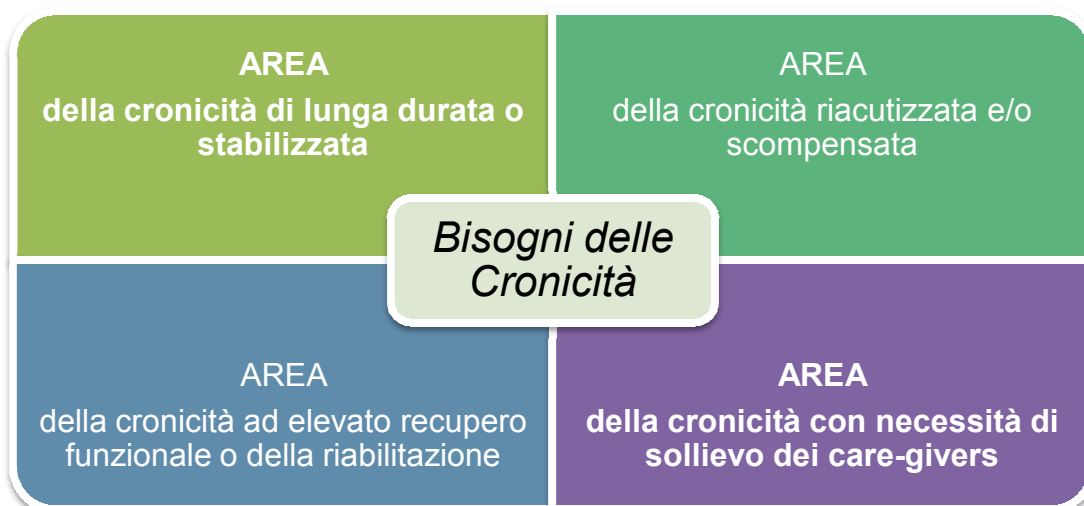 AREA
della cronicità di lunga durata o
stabilizzata
AREA
della cronicità riacutizzata e/o
scompensata
Bisogni delle
Cronicità
AREA
della cronicità ad elevato recupero
funzionale o della riabilitazione
AREA
della cronicità con necessità di
sollievo dei care-givers